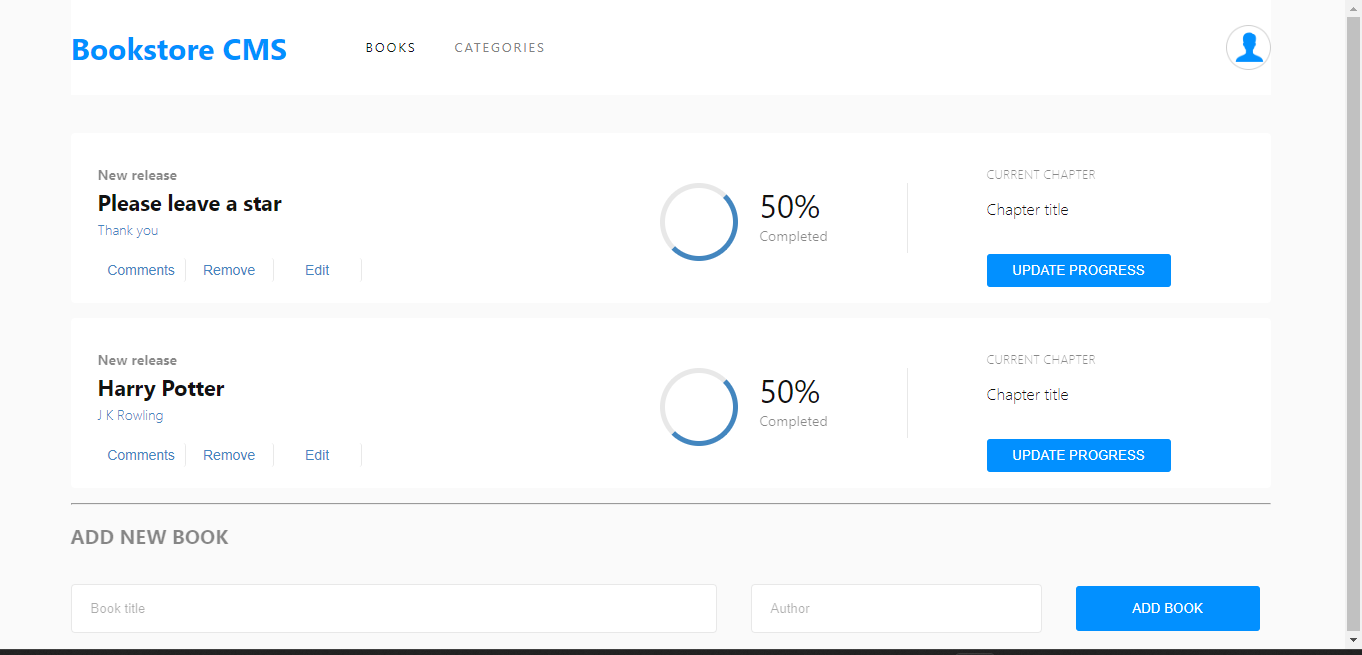 Bookstore CMS
BOOKS
CATEGORIES
New release
Please leave a star
Thank you
Comments
Remove
Edit
50%
Completed
CURRENT CHAPTER
Chapter title
UPDATE PROGRESS
New release
Harry Potter
J K Rowling
Comments
Remove
Edit
50%
Completed
CURRENT CHAPTER
Chapter title
UPDATE PROGRESS
ADD NEW BOOK
Book title
Author
ADD BOOK